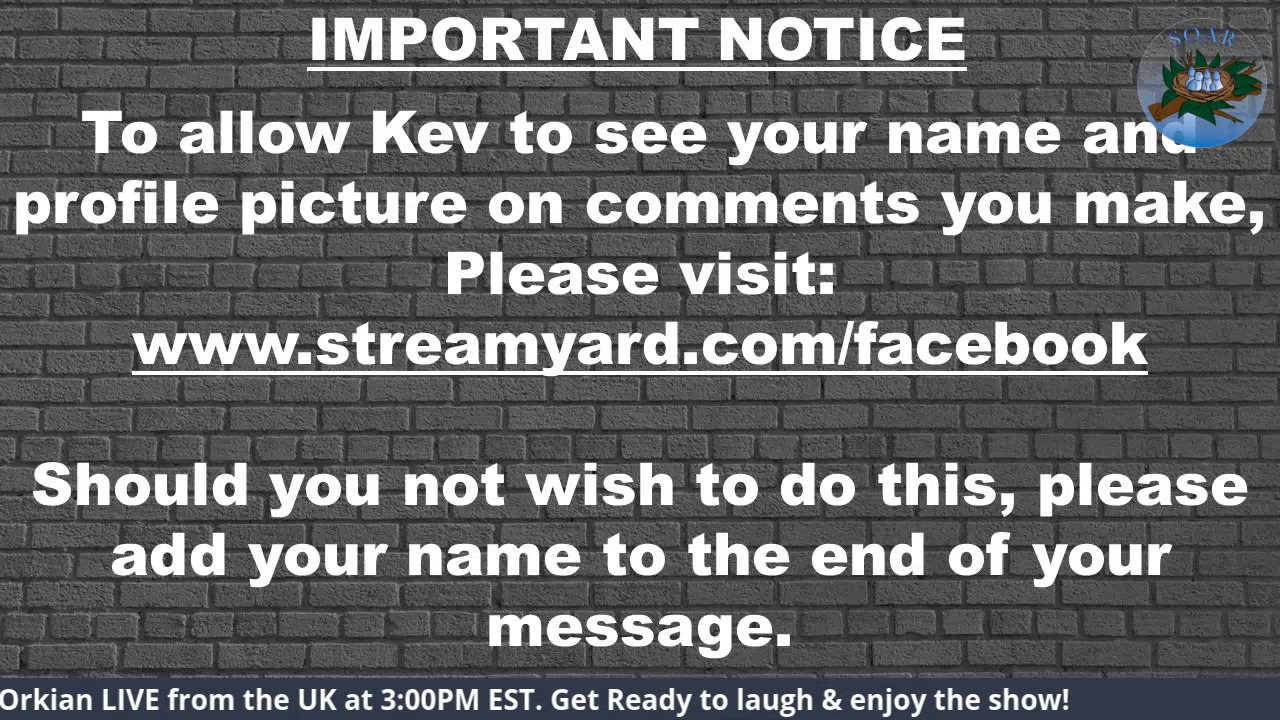 IMPORTANT NOTICE
SOAR
To allow Kev to see your name and
profile picture on comments you make,
Please visit:
www.streamyard.com/facebook
Should you not wish to do this, please
add your name to the end of your
message.
Orkian LIVE from the UK at 3:00PM EST. Get Ready to laugh & enjoy the show!